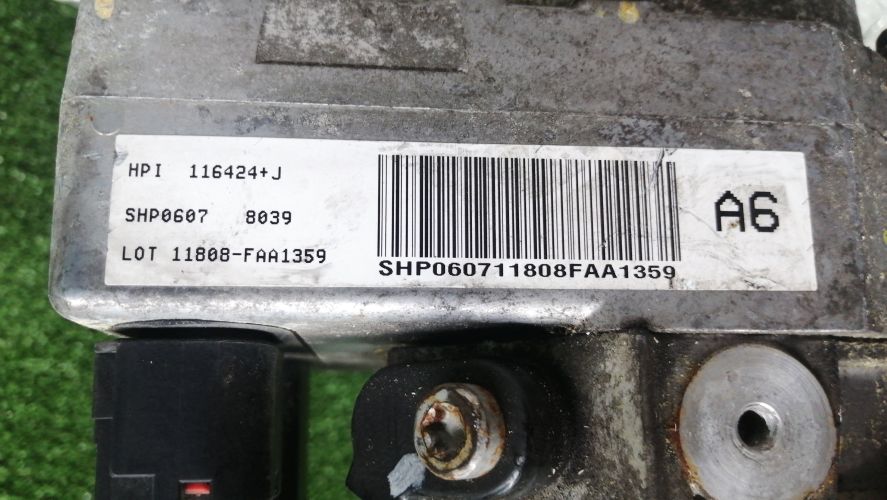 HPI 116424+J
SHP0607 8039
LOT 11808-FAA1359
SHP060711808FAA1359
A6